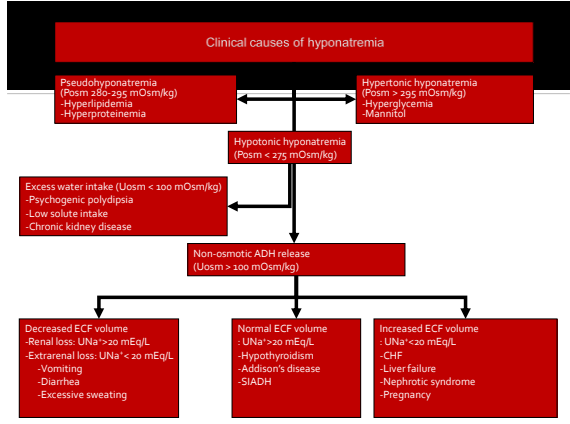 Clinical causes of hyponatremia
Pseudohyponatremia
(Posm 280-295 mOsm/kg)
-Hyperlipidemia
-Hyperproteinemia
Hypertonic hyponatremia
(Posm > 295 mOsm/kg)
-Hyperglycemia
-Mannitol
Hypotonic hyponatremia
(Posm < 275 mOsm/kg)
Excess water intake (Uosm < 100 mOsm/kg)
-Psychogenic polydipsia
-Low solute intake
-Chronic kidney disease
Non-osmotic ADH release
(Uosm > 100 mOsm/kg)
Decreased ECF volume
-Renal loss: UNa⁺>20 mEq/L
-Extrarenal loss: UNa⁺< 20 mEq/L
-Vomiting
-Diarrhea
-Excessive sweating
Normal ECF volume
: UNa⁺>20 mEq/L
-Hypothyroidism
-Addison's disease
-SIADH
Increased ECF volume
: UNa⁺<20 mEq/L
-CHF
-Liver failure
-Nephrotic syndrome
-Pregnancy